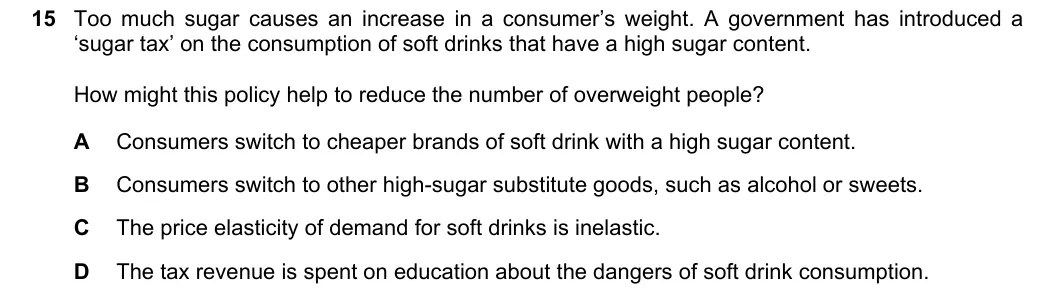 15 Too much sugar causes an increase in a consumer's weight. A government has introduced a
'sugar tax' on the consumption of soft drinks that have a high sugar content.
How might this policy help to reduce the number of overweight people?
A Consumers switch to cheaper brands of soft drink with a high sugar content.
B Consumers switch to other high-sugar substitute goods, such as alcohol or sweets.
C The price elasticity of demand for soft drinks is inelastic.
D The tax revenue is spent on education about the dangers of soft drink consumption.